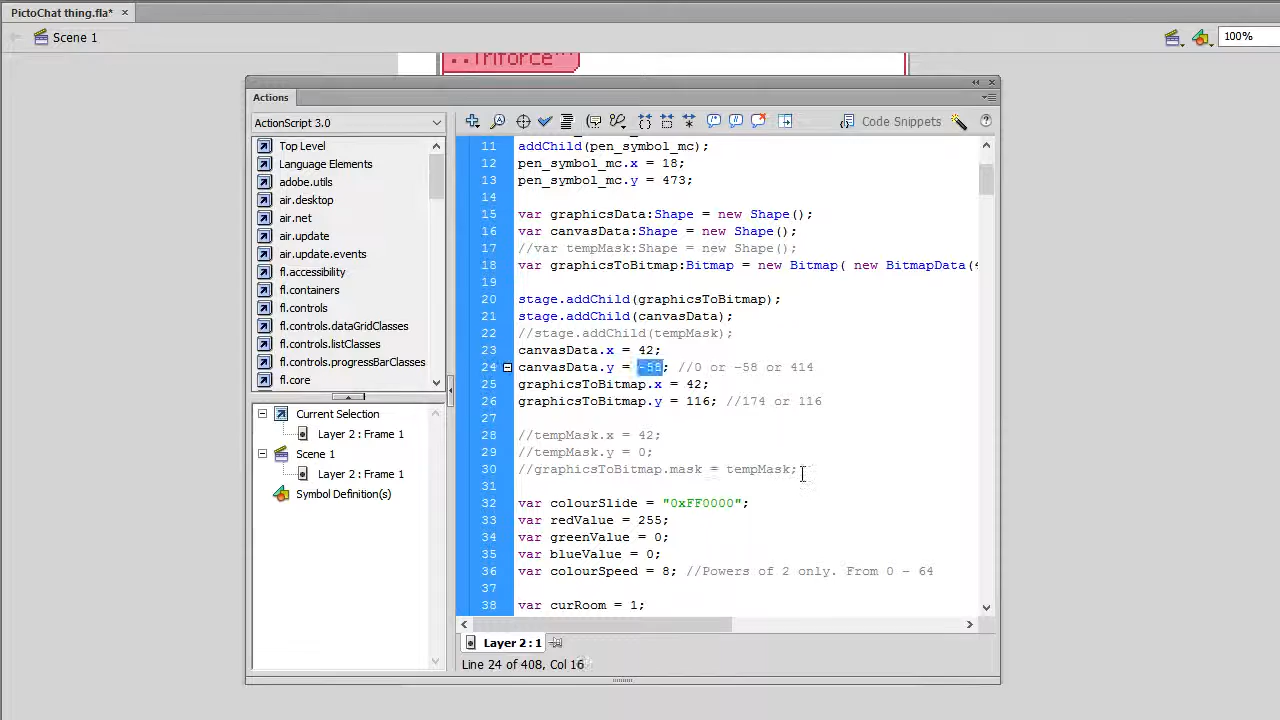 PictoChat thing.fla* ×
Scene 1
100%
..Triforce
Actions
ActionScript 3.0
Code Snippets
Top Level
Language Elements
adobe.utils
air.desktop
air.net
air.update
air.update.events
fl.accessibility
fl.containers
fl.controls
fl.controls.dataGridClasses
fl.controls.listClasses
fl.controls.progressBarClasses
fl.core
Current Selection
Layer 2 : Frame 1
Scene 1
Layer 2 : Frame 1
Symbol Definition(s)
11 addChild(pen_symbol_mc);
12 pen_symbol_mc.x = 18;
13 pen_symbol_mc.y = 473;
14
15 var graphicsData:Shape = new Shape();
16 var canvasData:Shape = new Shape();
17 //var tempMask:Shape = new Shape();
18 var graphicsToBitmap:Bitmap = new Bitmap( new BitmapData(4
19
20 stage.addChild(graphicsToBitmap);
21 stage.addChild(canvasData);
22 //stage.addChild(tempMask);
23 canvasData.x = 42;
24 canvasData.y = -58; //0 or -58 or 414
25 graphicsToBitmap.x = 42;
26 graphicsToBitmap.y = 116; //174 or 116
27
28 //tempMask.x = 42;
29 //tempMask.y = 0;
30 //graphicsToBitmap.mask = tempMask;
31
32 var colourSlide = "0xFF0000";
33 var redValue = 255;
34 var greenValue = 0;
35 var blueValue = 0;
36 var colourSpeed = 8; //Powers of 2 only. From 0 - 64
37
38 var curRoom = 1;
Layer 2 : 1
Line 24 of 408, Col 16